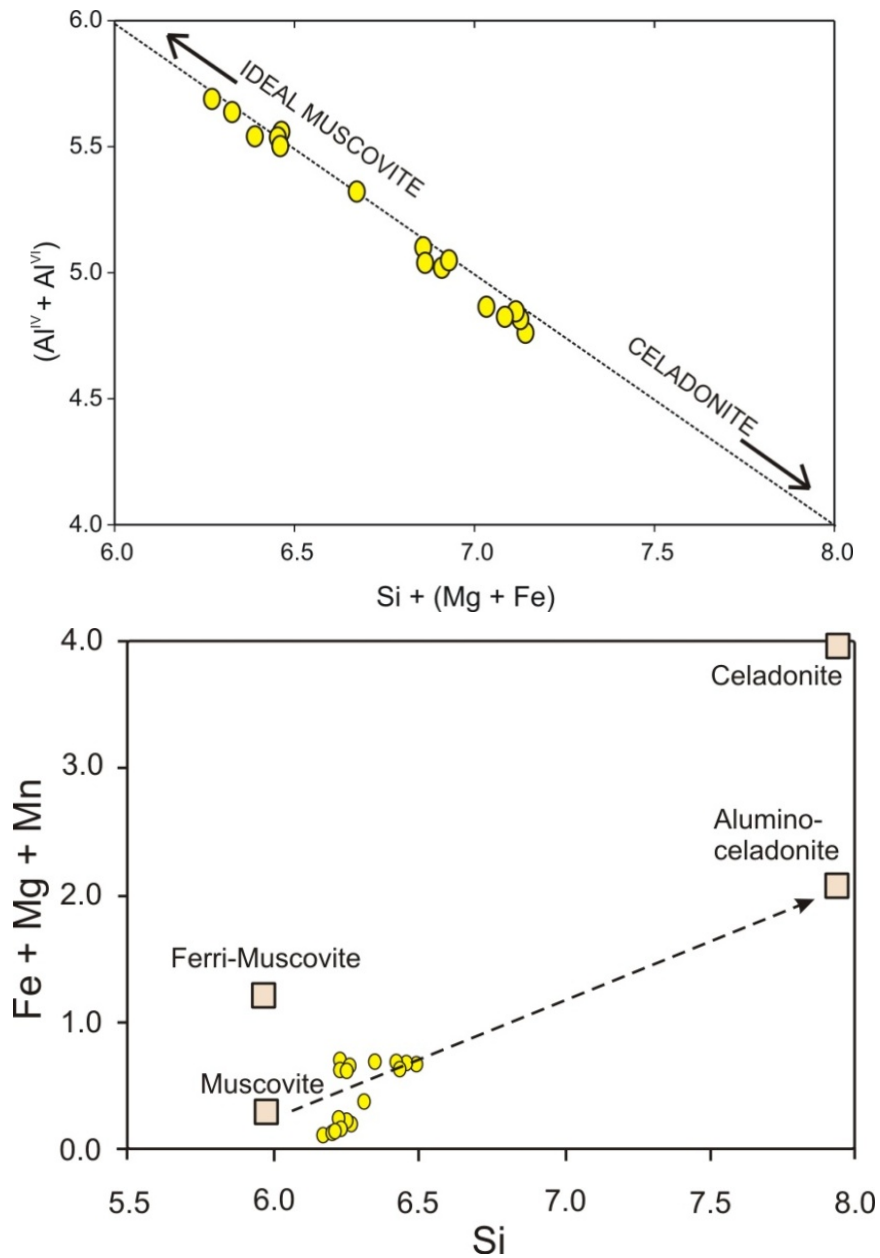 6.0
IDEAL MUSCOVITE
5.5
(Al^IV + Al^VI)
5.0
CELADONITE
4.5
4.0
6.0 6.5 7.0 7.5 8.0
Si + (Mg + Fe)
4.0
Celadonite
3.0
Fe + Mg + Mn
Alumino-
celadonite
2.0
Ferri-Muscovite
1.0
Muscovite
0.0
5.5 6.0 6.5 7.0 7.5 8.0
Si